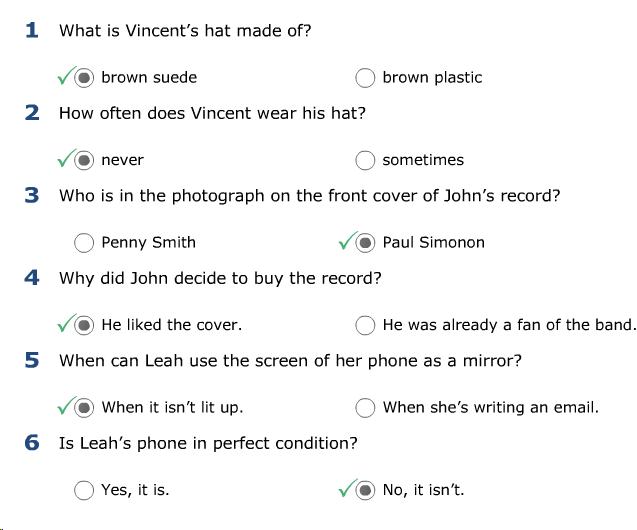 1 What is Vincent's hat made of?
brown suede brown plastic
2 How often does Vincent wear his hat?
never sometimes
3 Who is in the photograph on the front cover of John's record?
Penny Smith Paul Simonon
4 Why did John decide to buy the record?
He liked the cover. He was already a fan of the band.
5 When can Leah use the screen of her phone as a mirror?
When it isn't lit up. When she's writing an email.
6 Is Leah's phone in perfect condition?
Yes, it is. No, it isn't.